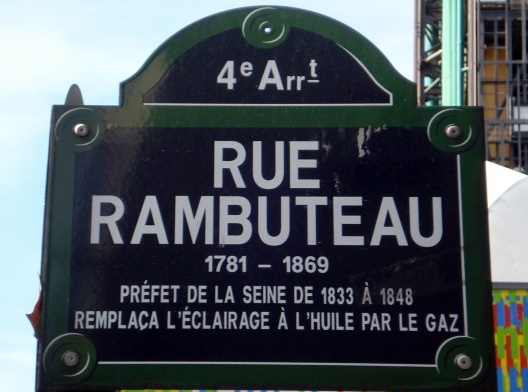 4e Arrt
RUE
RAMBUTEAU
1781 – 1869
PRÉFET DE LA SEINE DE 1833 À 1848
REMPLAÇA L'ÉCLAIRAGE À L'HUILE PAR LE GAZ